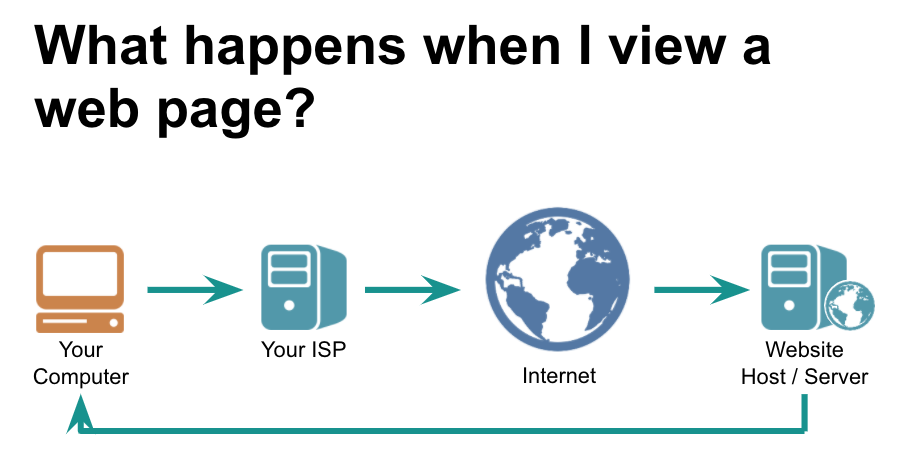 What happens when I view a
web page?
Your
Computer
Your ISP
Internet
Website
Host / Server